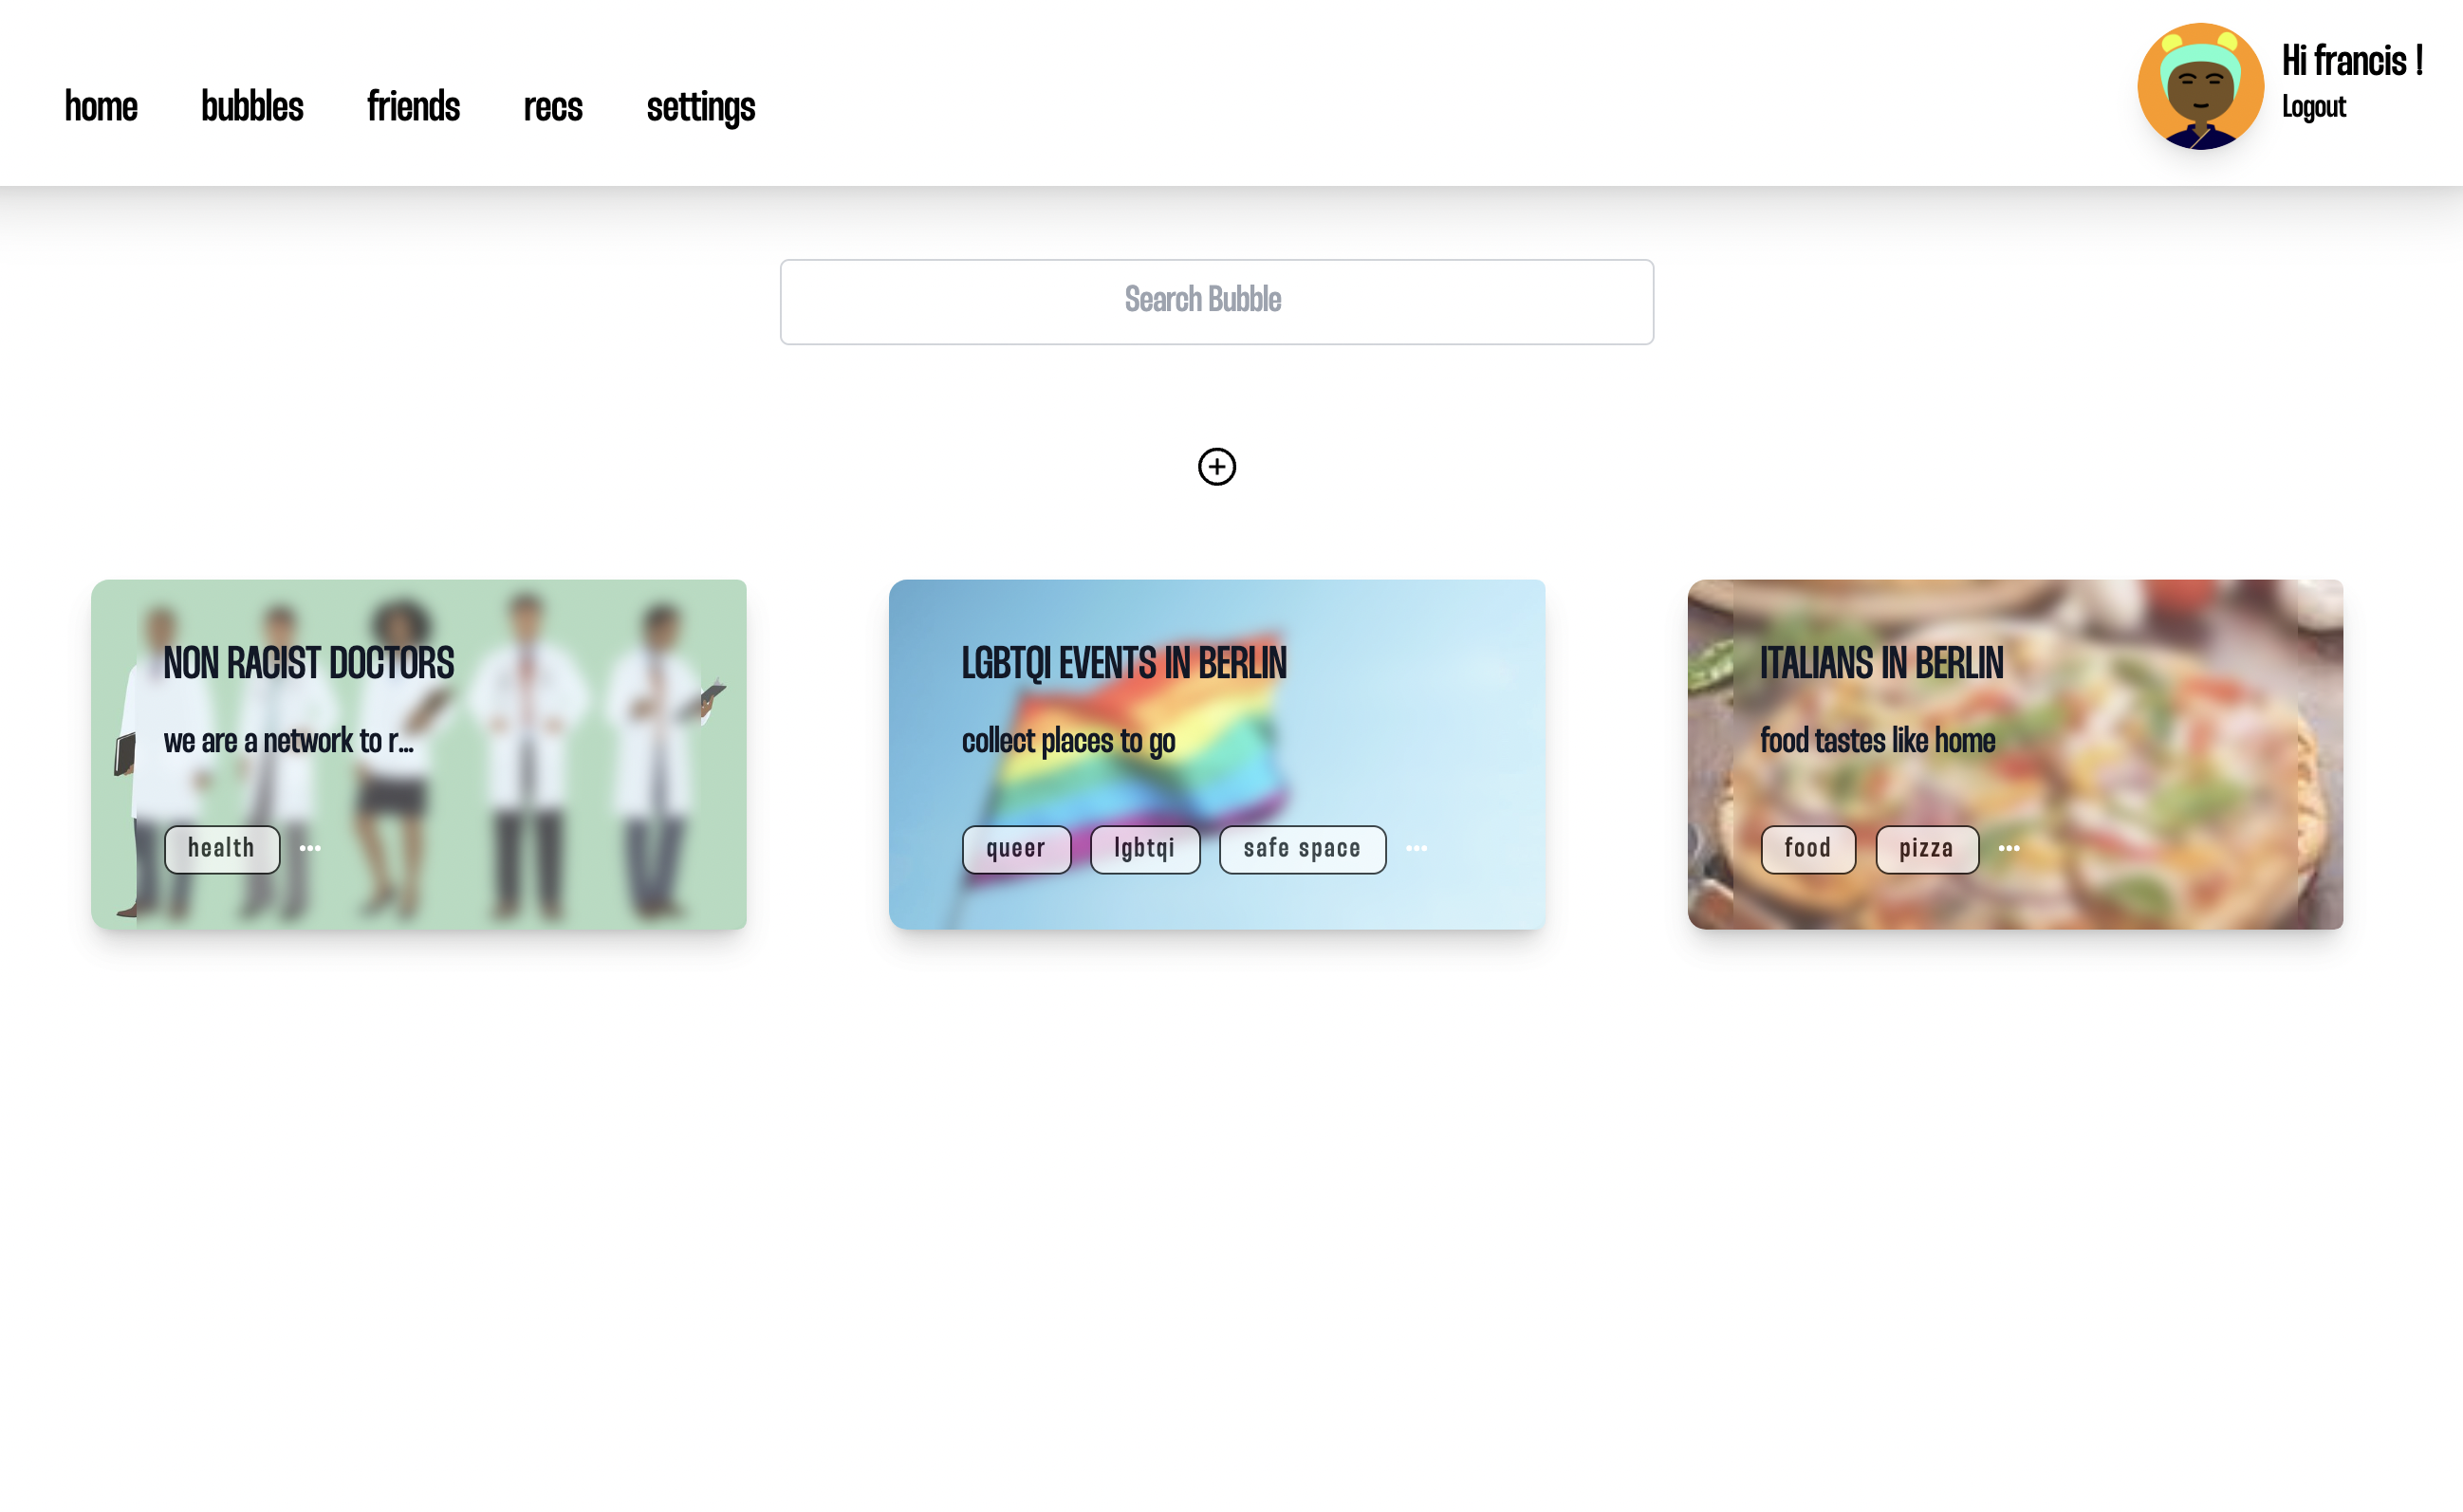 home bubbles friends recs settings
Hi francis !
Logout
Search Bubble
NON RACIST DOCTORS
we are a network to r...
health ...
LGBTQI EVENTS IN BERLIN
collect places to go
queer lgbtqi safe space ...
ITALIANS IN BERLIN
food tastes like home
food pizza ...